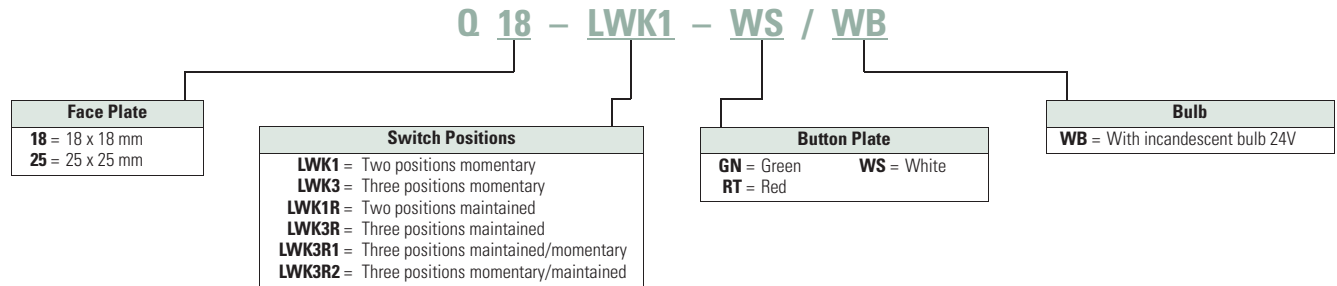 Q 18 – LWK1 – WS / WB
Face Plate
18 = 18 x 18 mm
25 = 25 x 25 mm
Switch Positions
LWK1 = Two positions momentary
LWK3 = Three positions momentary
LWK1R = Two positions maintained
LWK3R = Three positions maintained
LWK3R1 = Three positions maintained/momentary
LWK3R2 = Three positions momentary/maintained
Button Plate
GN = Green WS = White
RT = Red
Bulb
WB = With incandescent bulb 24V